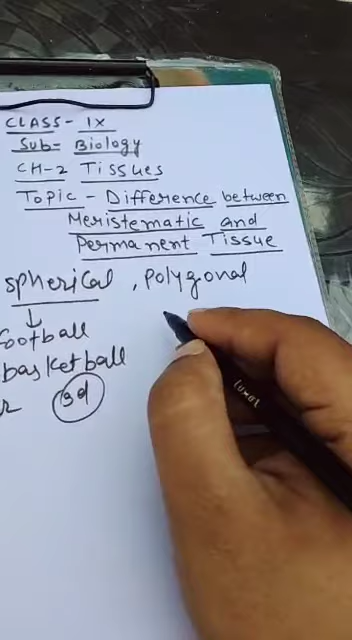 CLASS - IX
Sub= Biology
CH-2 Tissues
Topic - Difference between
Meristematic and
Permanent Tissue
spherical, polygonal
↓
football
basketball
3d
luxor